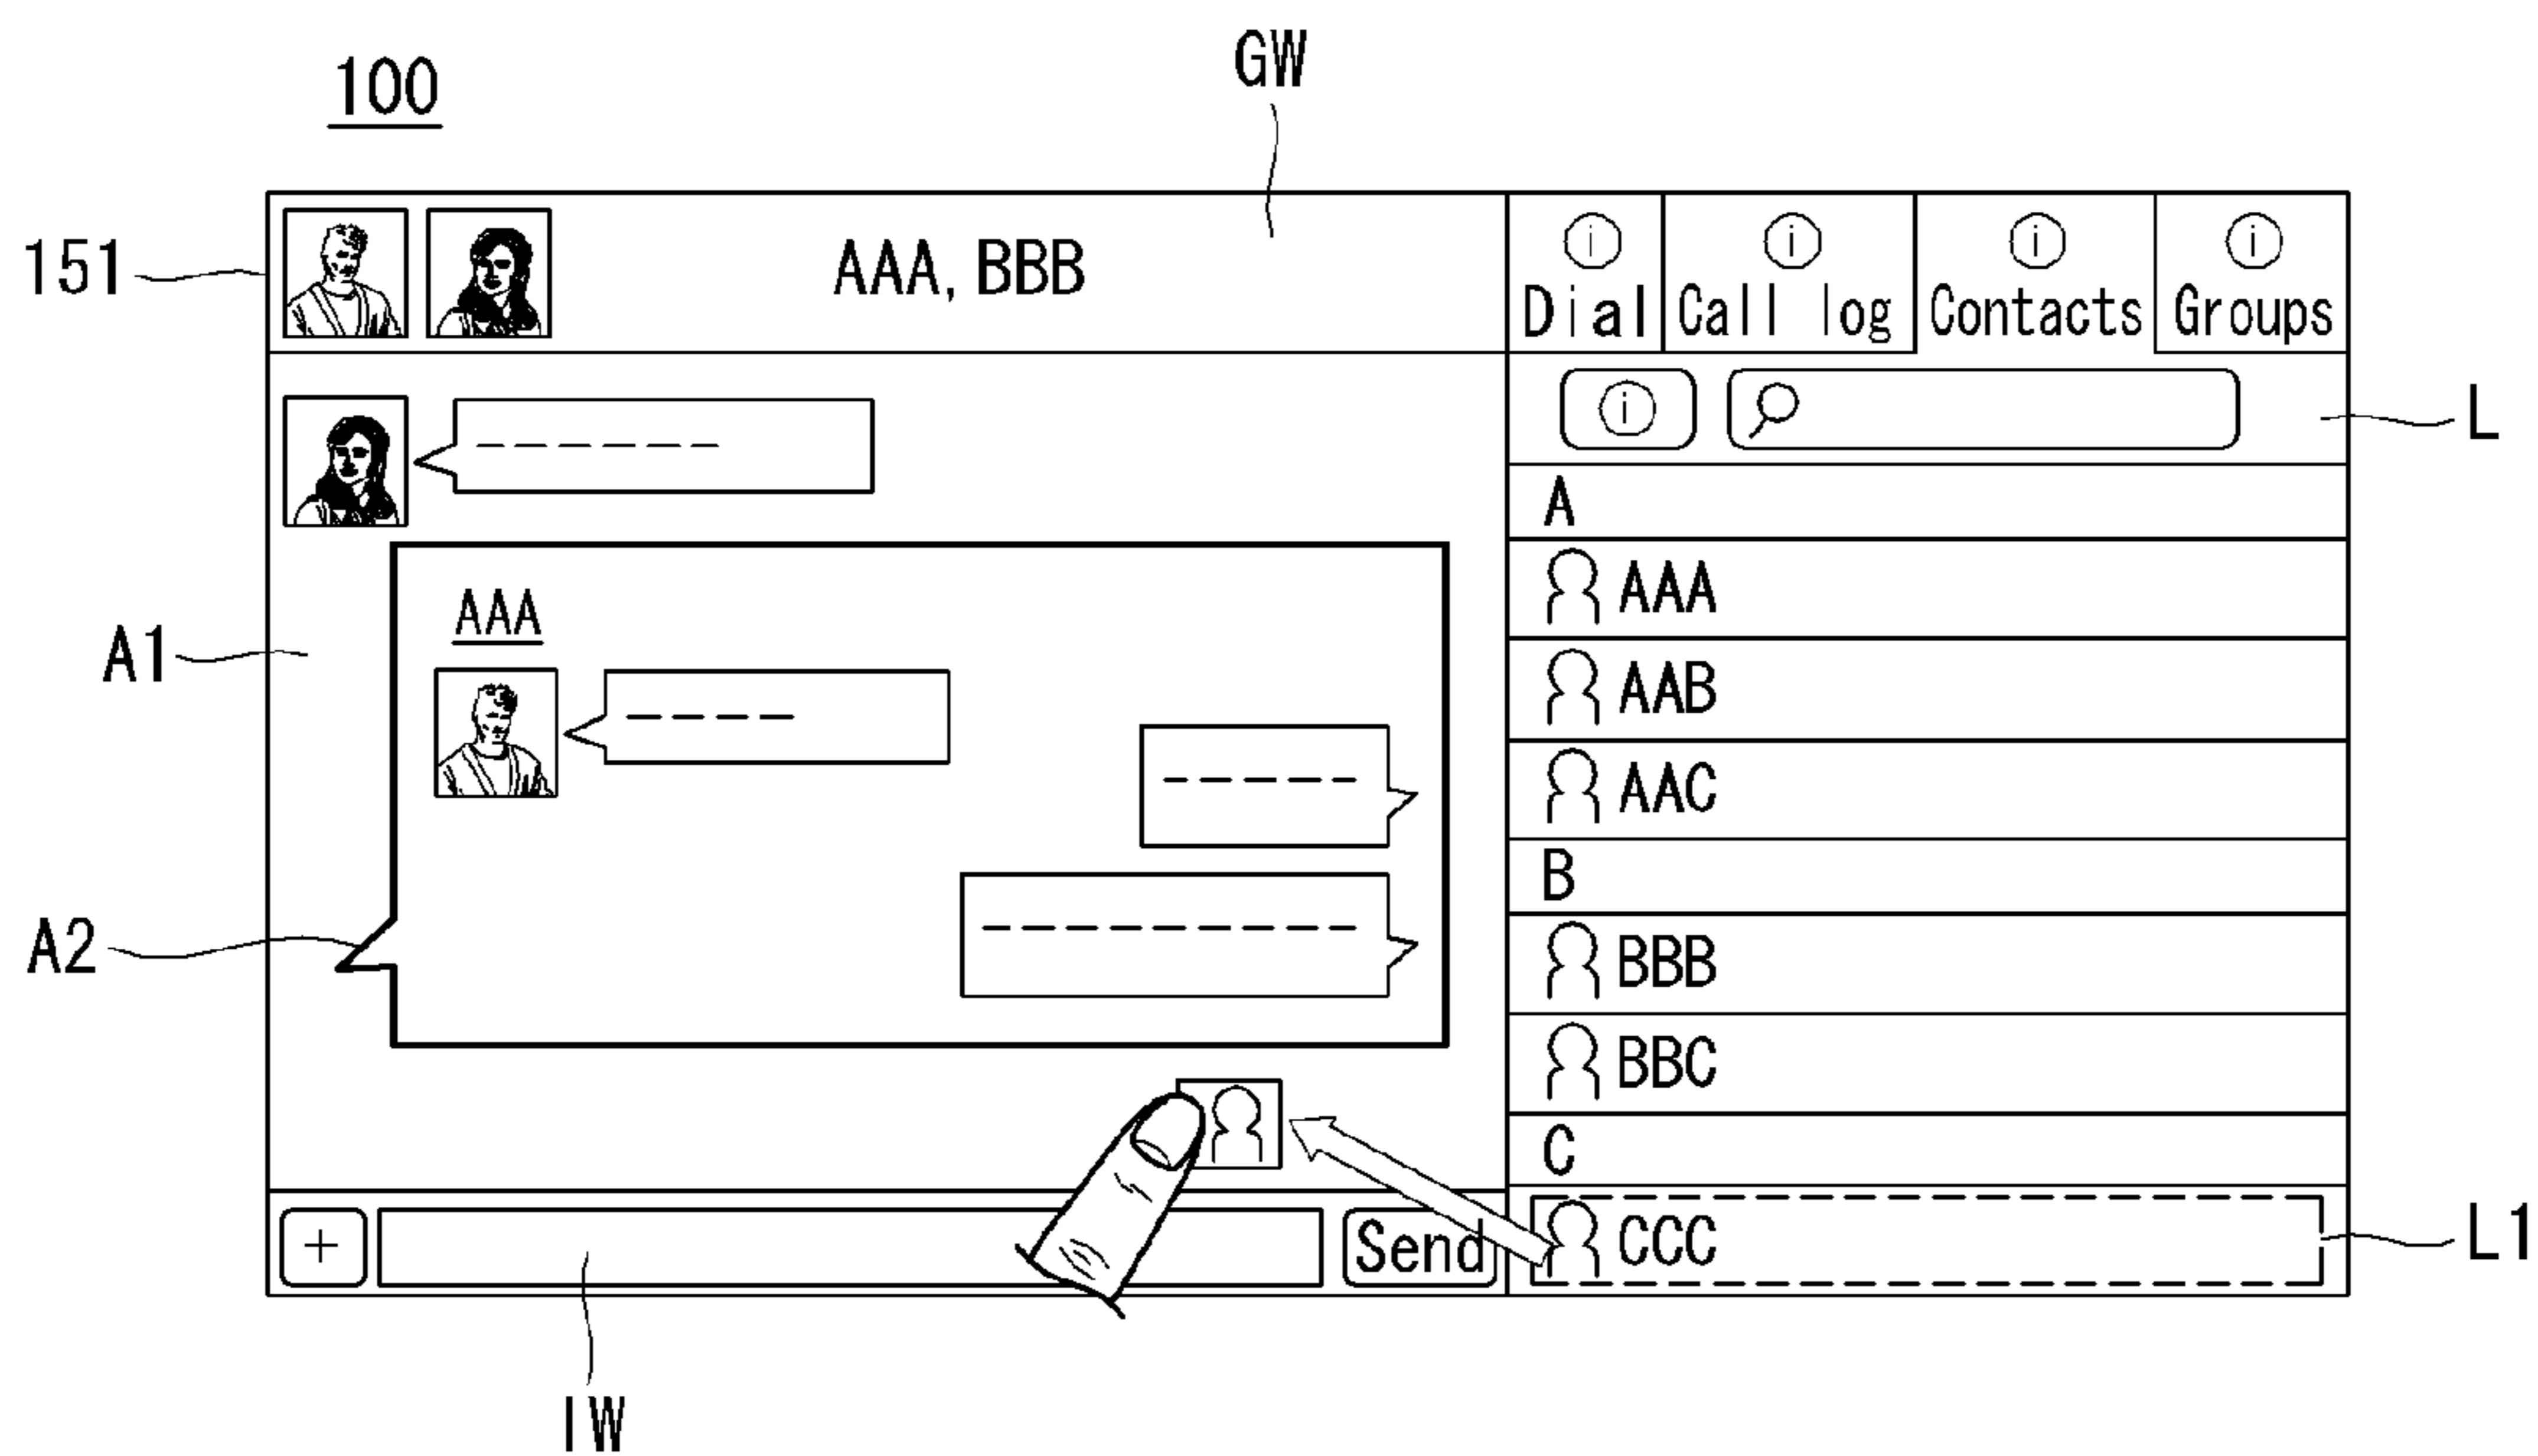 100
GW
151
AAA, BBB
i
i
i
i
Dial
Call log
Contacts
Groups
i
L
A
AAA
AAB
AAC
B
BBB
BBC
C
CCC
L1
A1
AAA
A2
+
Send
IW